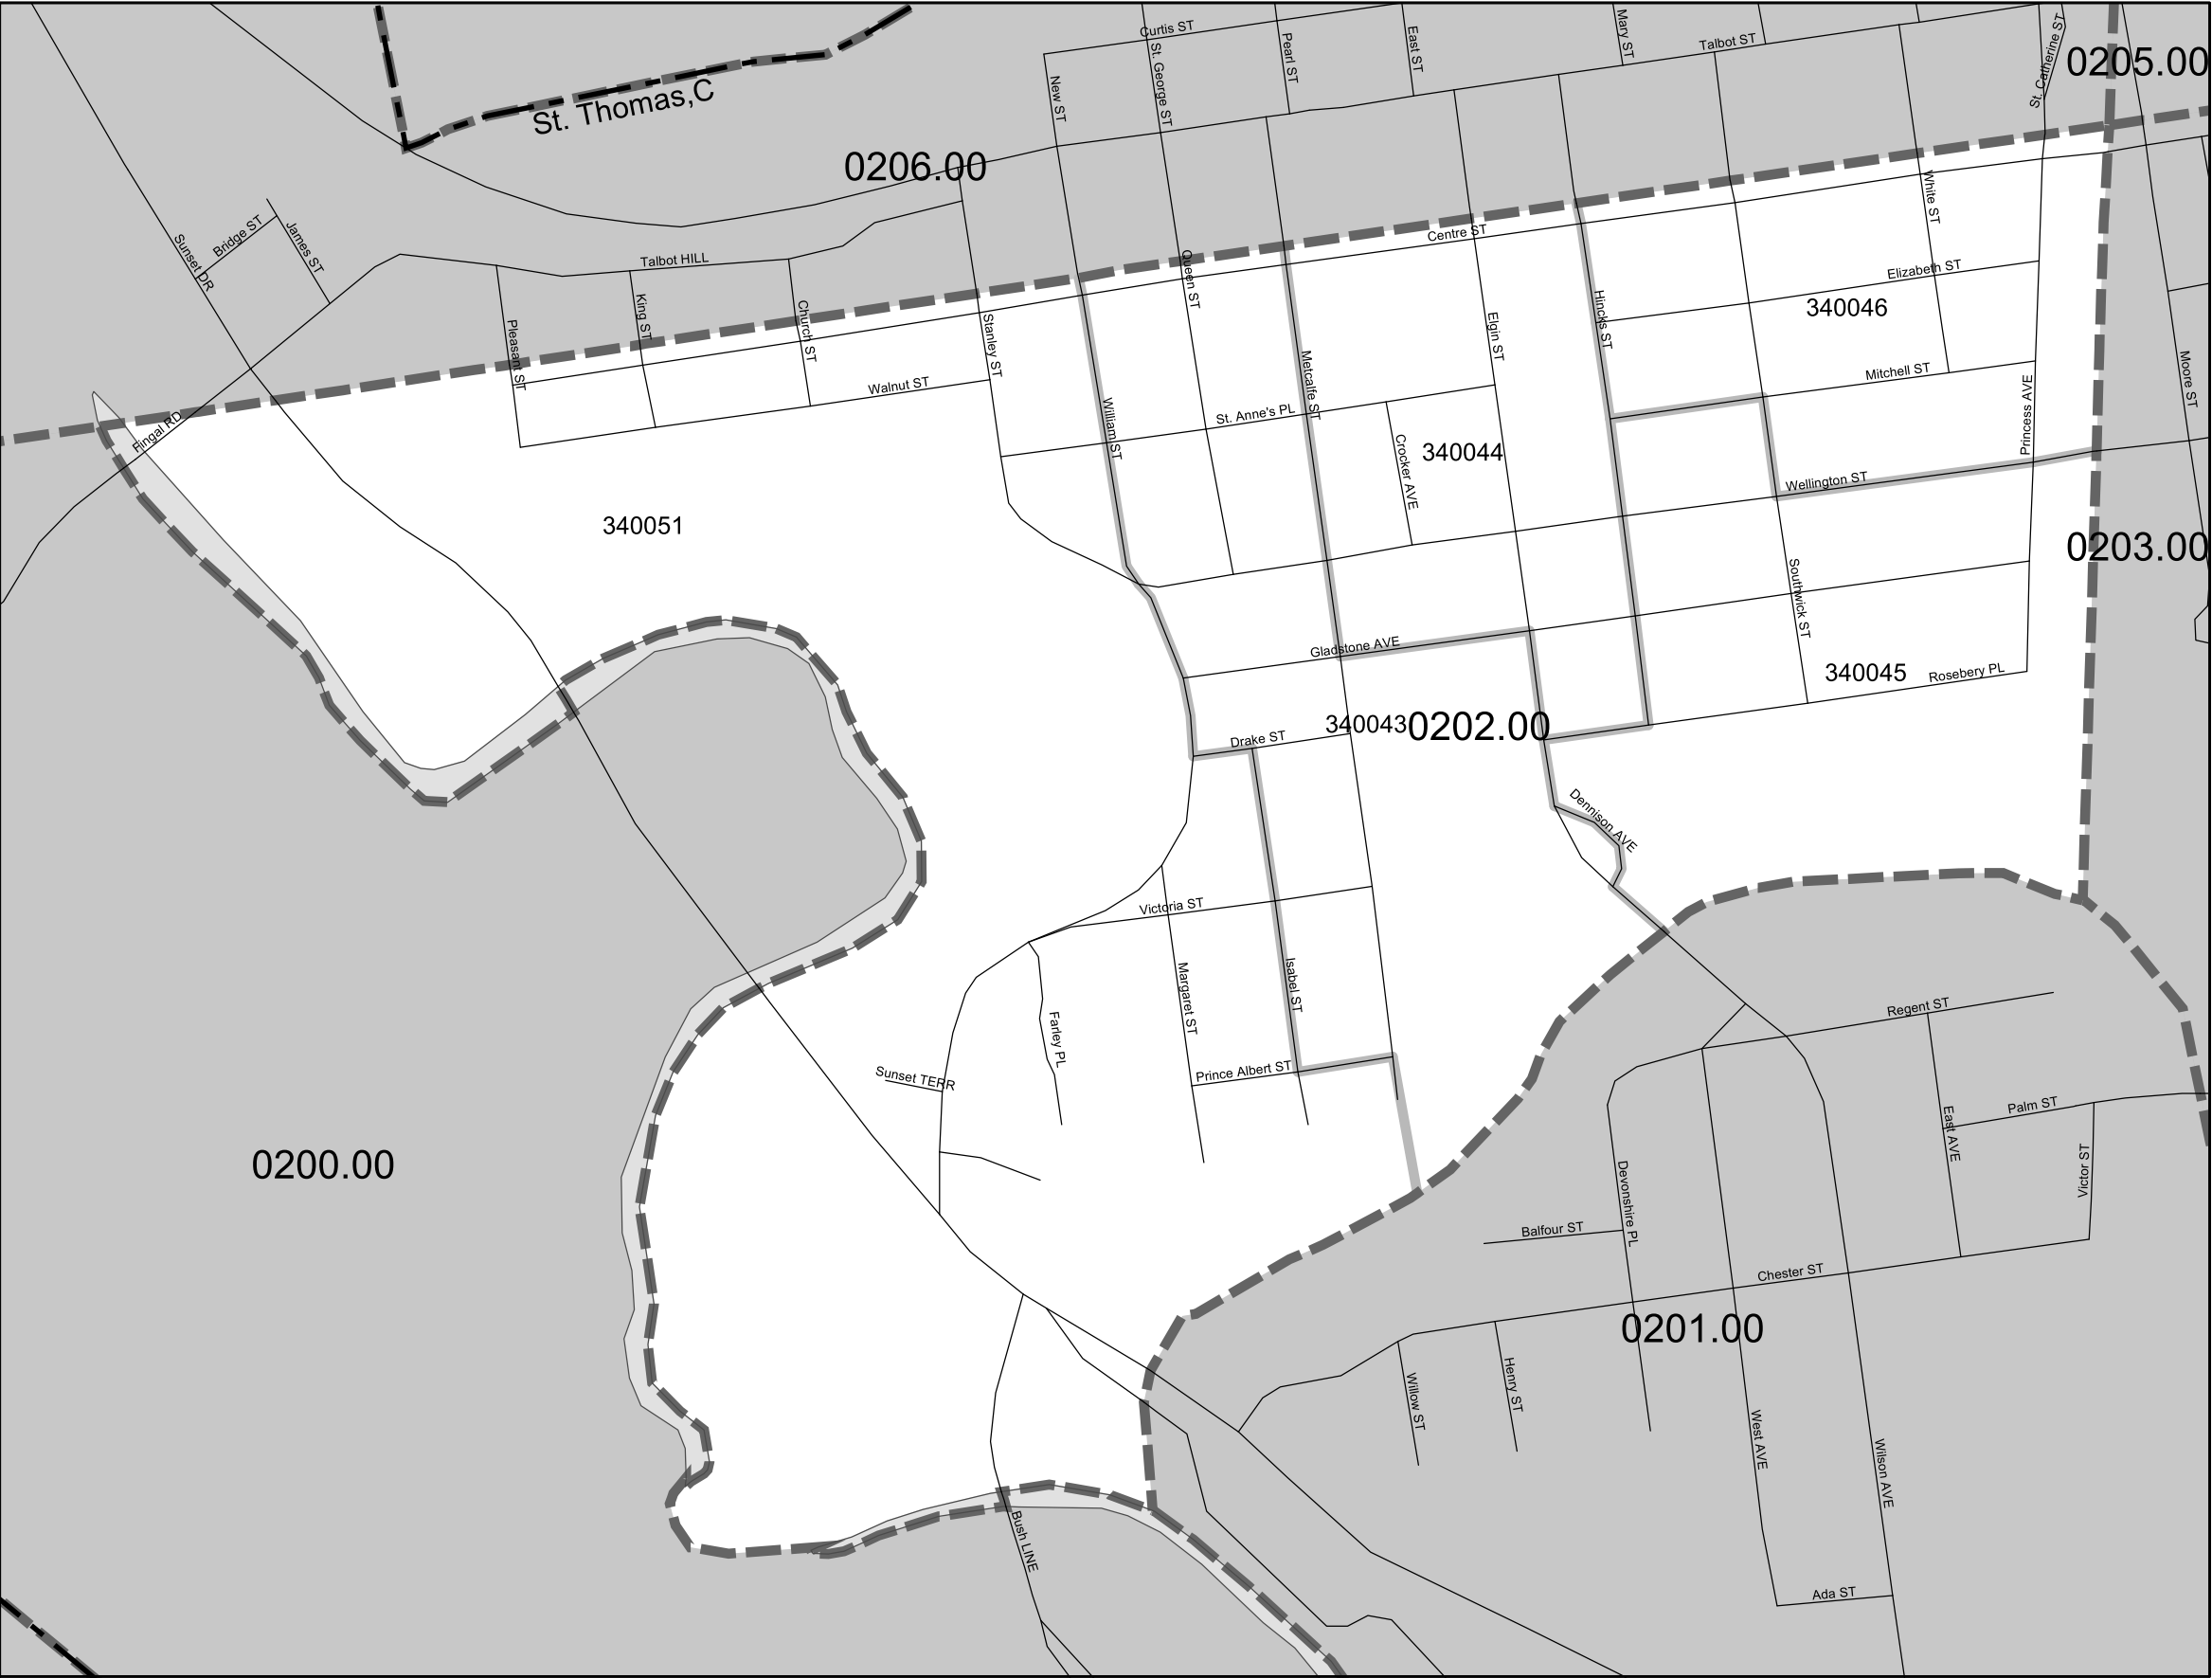 Curtis ST
Mary ST
St. Catherine ST
East ST
Pearl ST
Talbot ST
St. George ST
New ST
0205.00
St. Thomas,C
0206.00
White ST
Bridge ST
James ST
Sunset DR
Centre ST
Talbot HILL
Queen ST
Elizabeth ST
King ST
Church ST
Hincks ST
340046
Pleasant ST
Stanley ST
Elgin ST
Metcalfe ST
Walnut ST
Mitchell ST
Moore ST
Princess AVE
St. Anne's PL
William ST
Fingal RD
Crocker AVE
340044
Wellington ST
340051
0203.00
Southwick ST
Gladstone AVE
340045
Rosebery PL
340043
0202.00
Drake ST
Dennison AVE
Victoria ST
Margaret ST
Isabel ST
Regent ST
Farley PL
Sunset TERR
Prince Albert ST
Palm ST
East AVE
0200.00
Devonshire PL
Victor ST
Balfour ST
Chester ST
0201.00
Willow ST
Henry ST
West AVE
Wilson AVE
Bush LINE
Ada ST